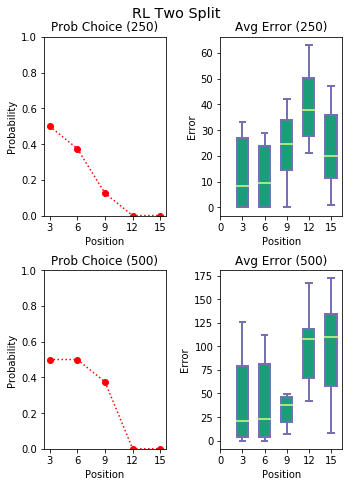 RL Two Split
Prob Choice (250)
Avg Error (250)
1.0
0.8
0.6
0.4
0.2
0.0
Probability
3 6 9 12 15
Position
60
50
40
30
20
10
0
Error
0 3 6 9 12 15
Position
Prob Choice (500)
Avg Error (500)
1.0
0.8
0.6
0.4
0.2
0.0
Probability
3 6 9 12 15
Position
175
150
125
100
75
50
25
0
Error
0 3 6 9 12 15
Position